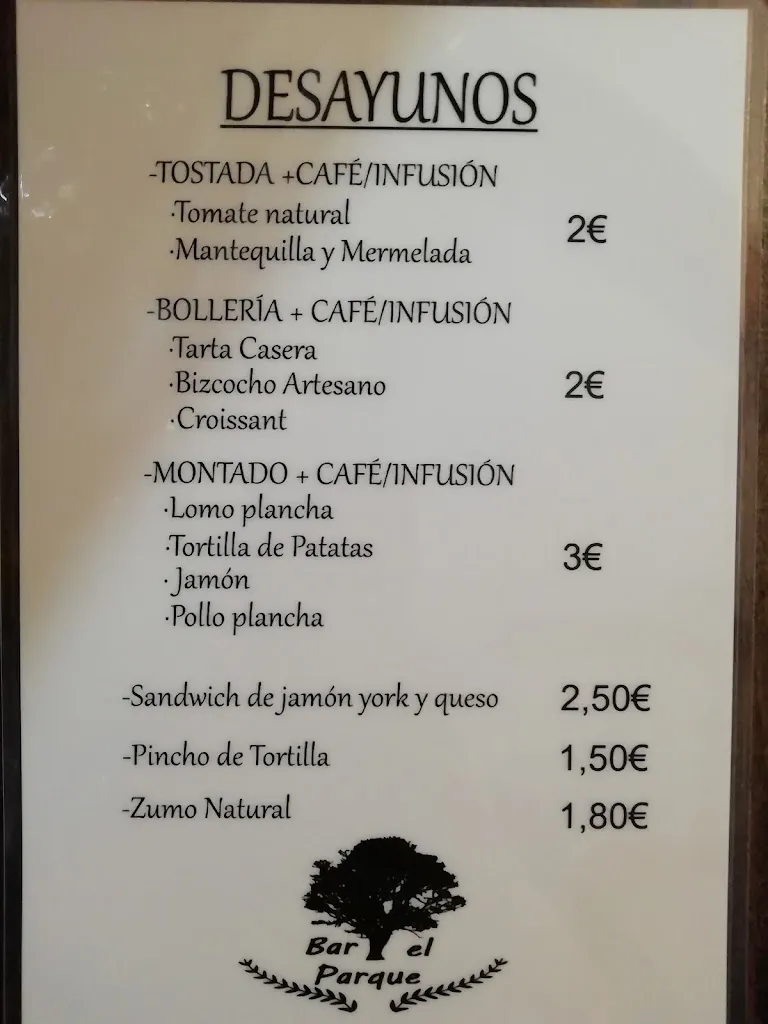 DESAYUNOS
-TOSTADA +CAFÉ/INFUSIÓN
·Tomate natural
·Mantequilla y Mermelada
2€
-BOLLERÍA + CAFÉ/INFUSIÓN
·Tarta Casera
·Bizcocho Artesano
·Croissant
2€
-MONTADO + CAFÉ/INFUSIÓN
·Lomo plancha
·Tortilla de Patatas
·Jamón
·Pollo plancha
3€
-Sandwich de jamón york y queso 2,50€
-Pincho de Tortilla 1,50€
-Zumo Natural 1,80€
Bar el
Parque